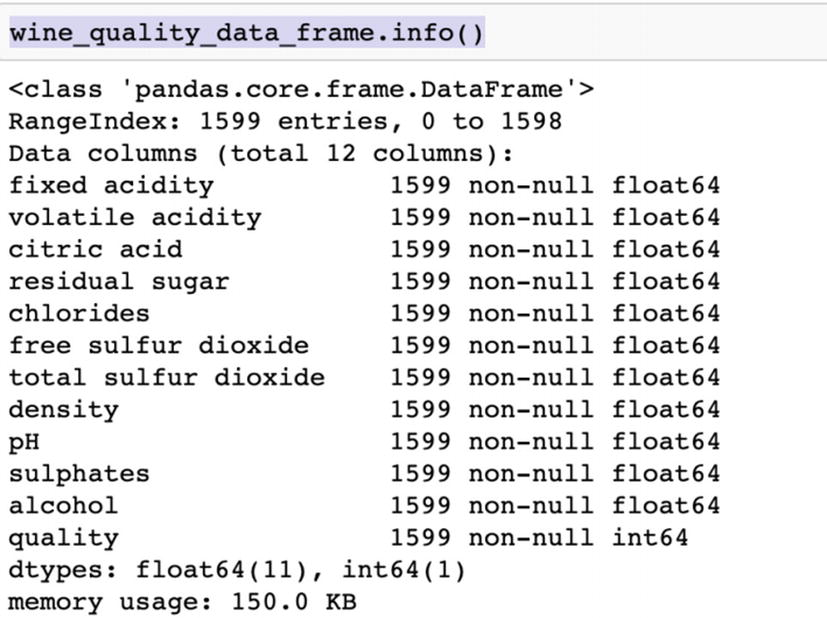 wine_quality_data_frame.info()
<class 'pandas.core.frame.DataFrame'>
RangeIndex: 1599 entries, 0 to 1598
Data columns (total 12 columns):
fixed acidity           1599 non-null float64
volatile acidity        1599 non-null float64
citric acid             1599 non-null float64
residual sugar          1599 non-null float64
chlorides               1599 non-null float64
free sulfur dioxide     1599 non-null float64
total sulfur dioxide    1599 non-null float64
density                 1599 non-null float64
pH                      1599 non-null float64
sulphates               1599 non-null float64
alcohol                 1599 non-null float64
quality                 1599 non-null int64
dtypes: float64(11), int64(1)
memory usage: 150.0 KB